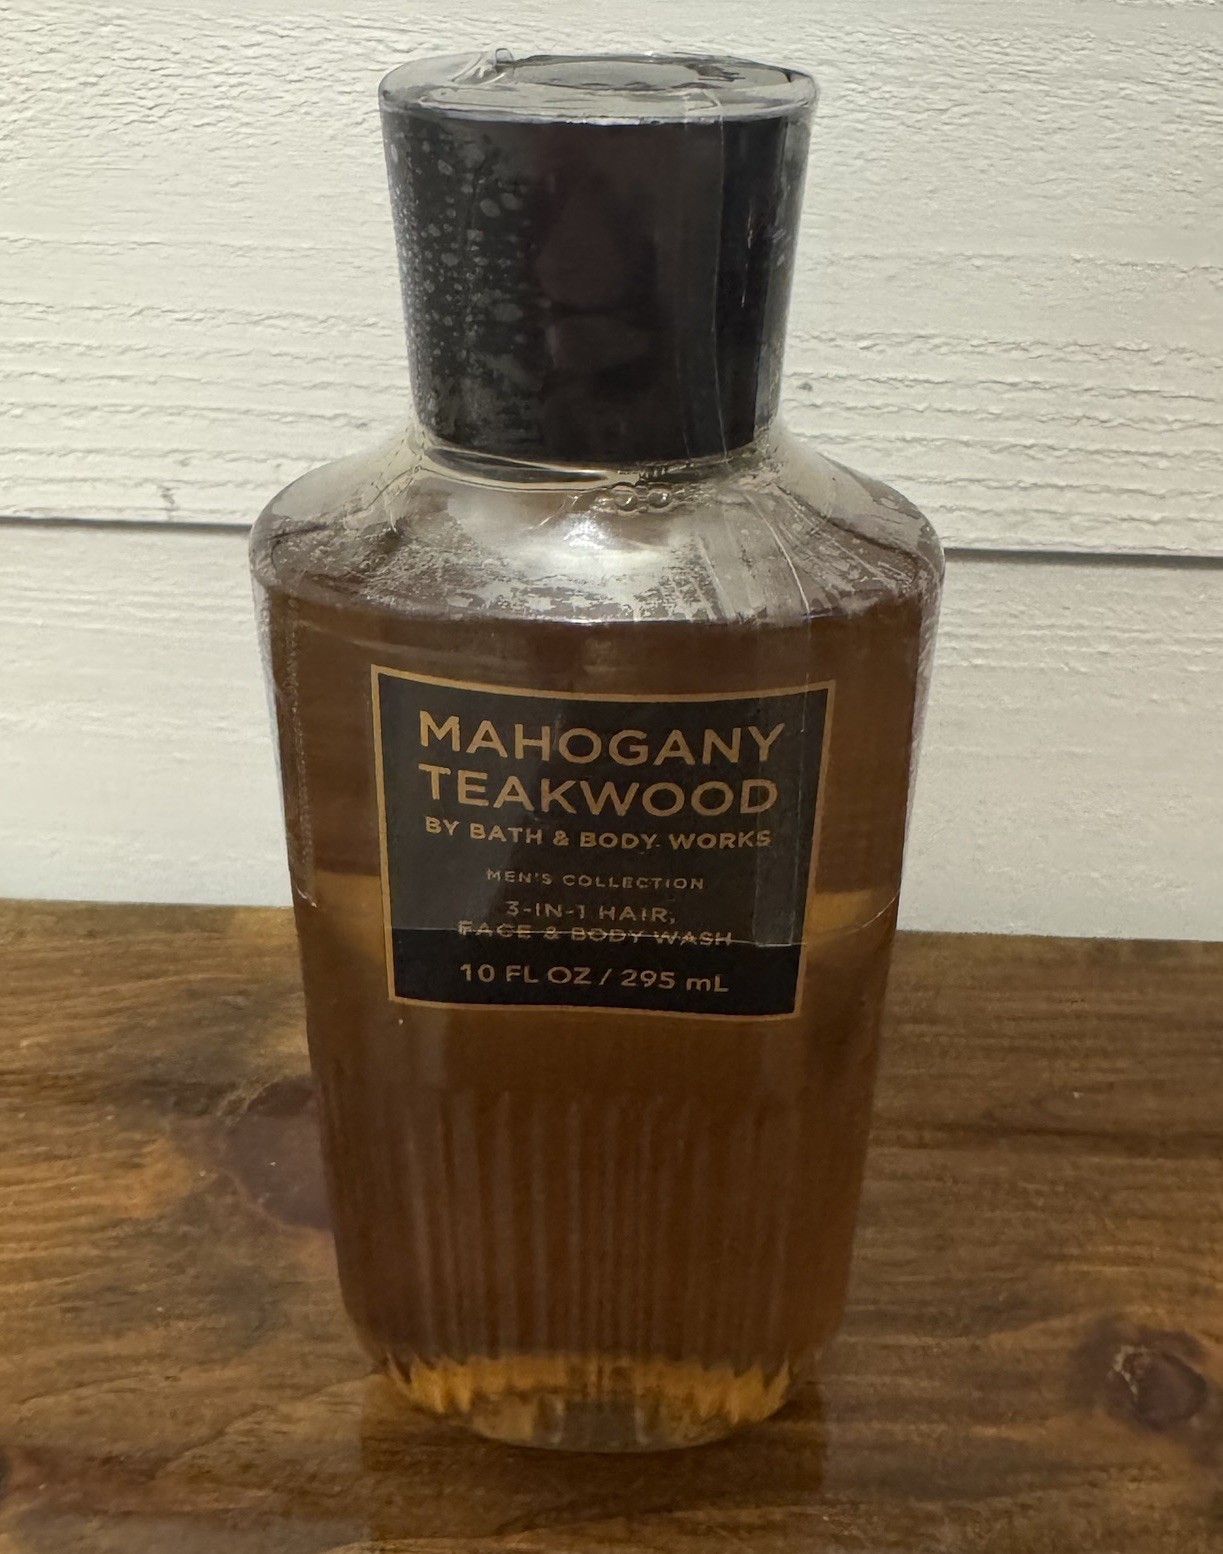 MAHOGANY
TEAKWOOD
BY BATH & BODY WORKS
MEN'S COLLECTION
3-IN-1 HAIR,
FACE & BODY WASH
10 FL OZ / 295 mL